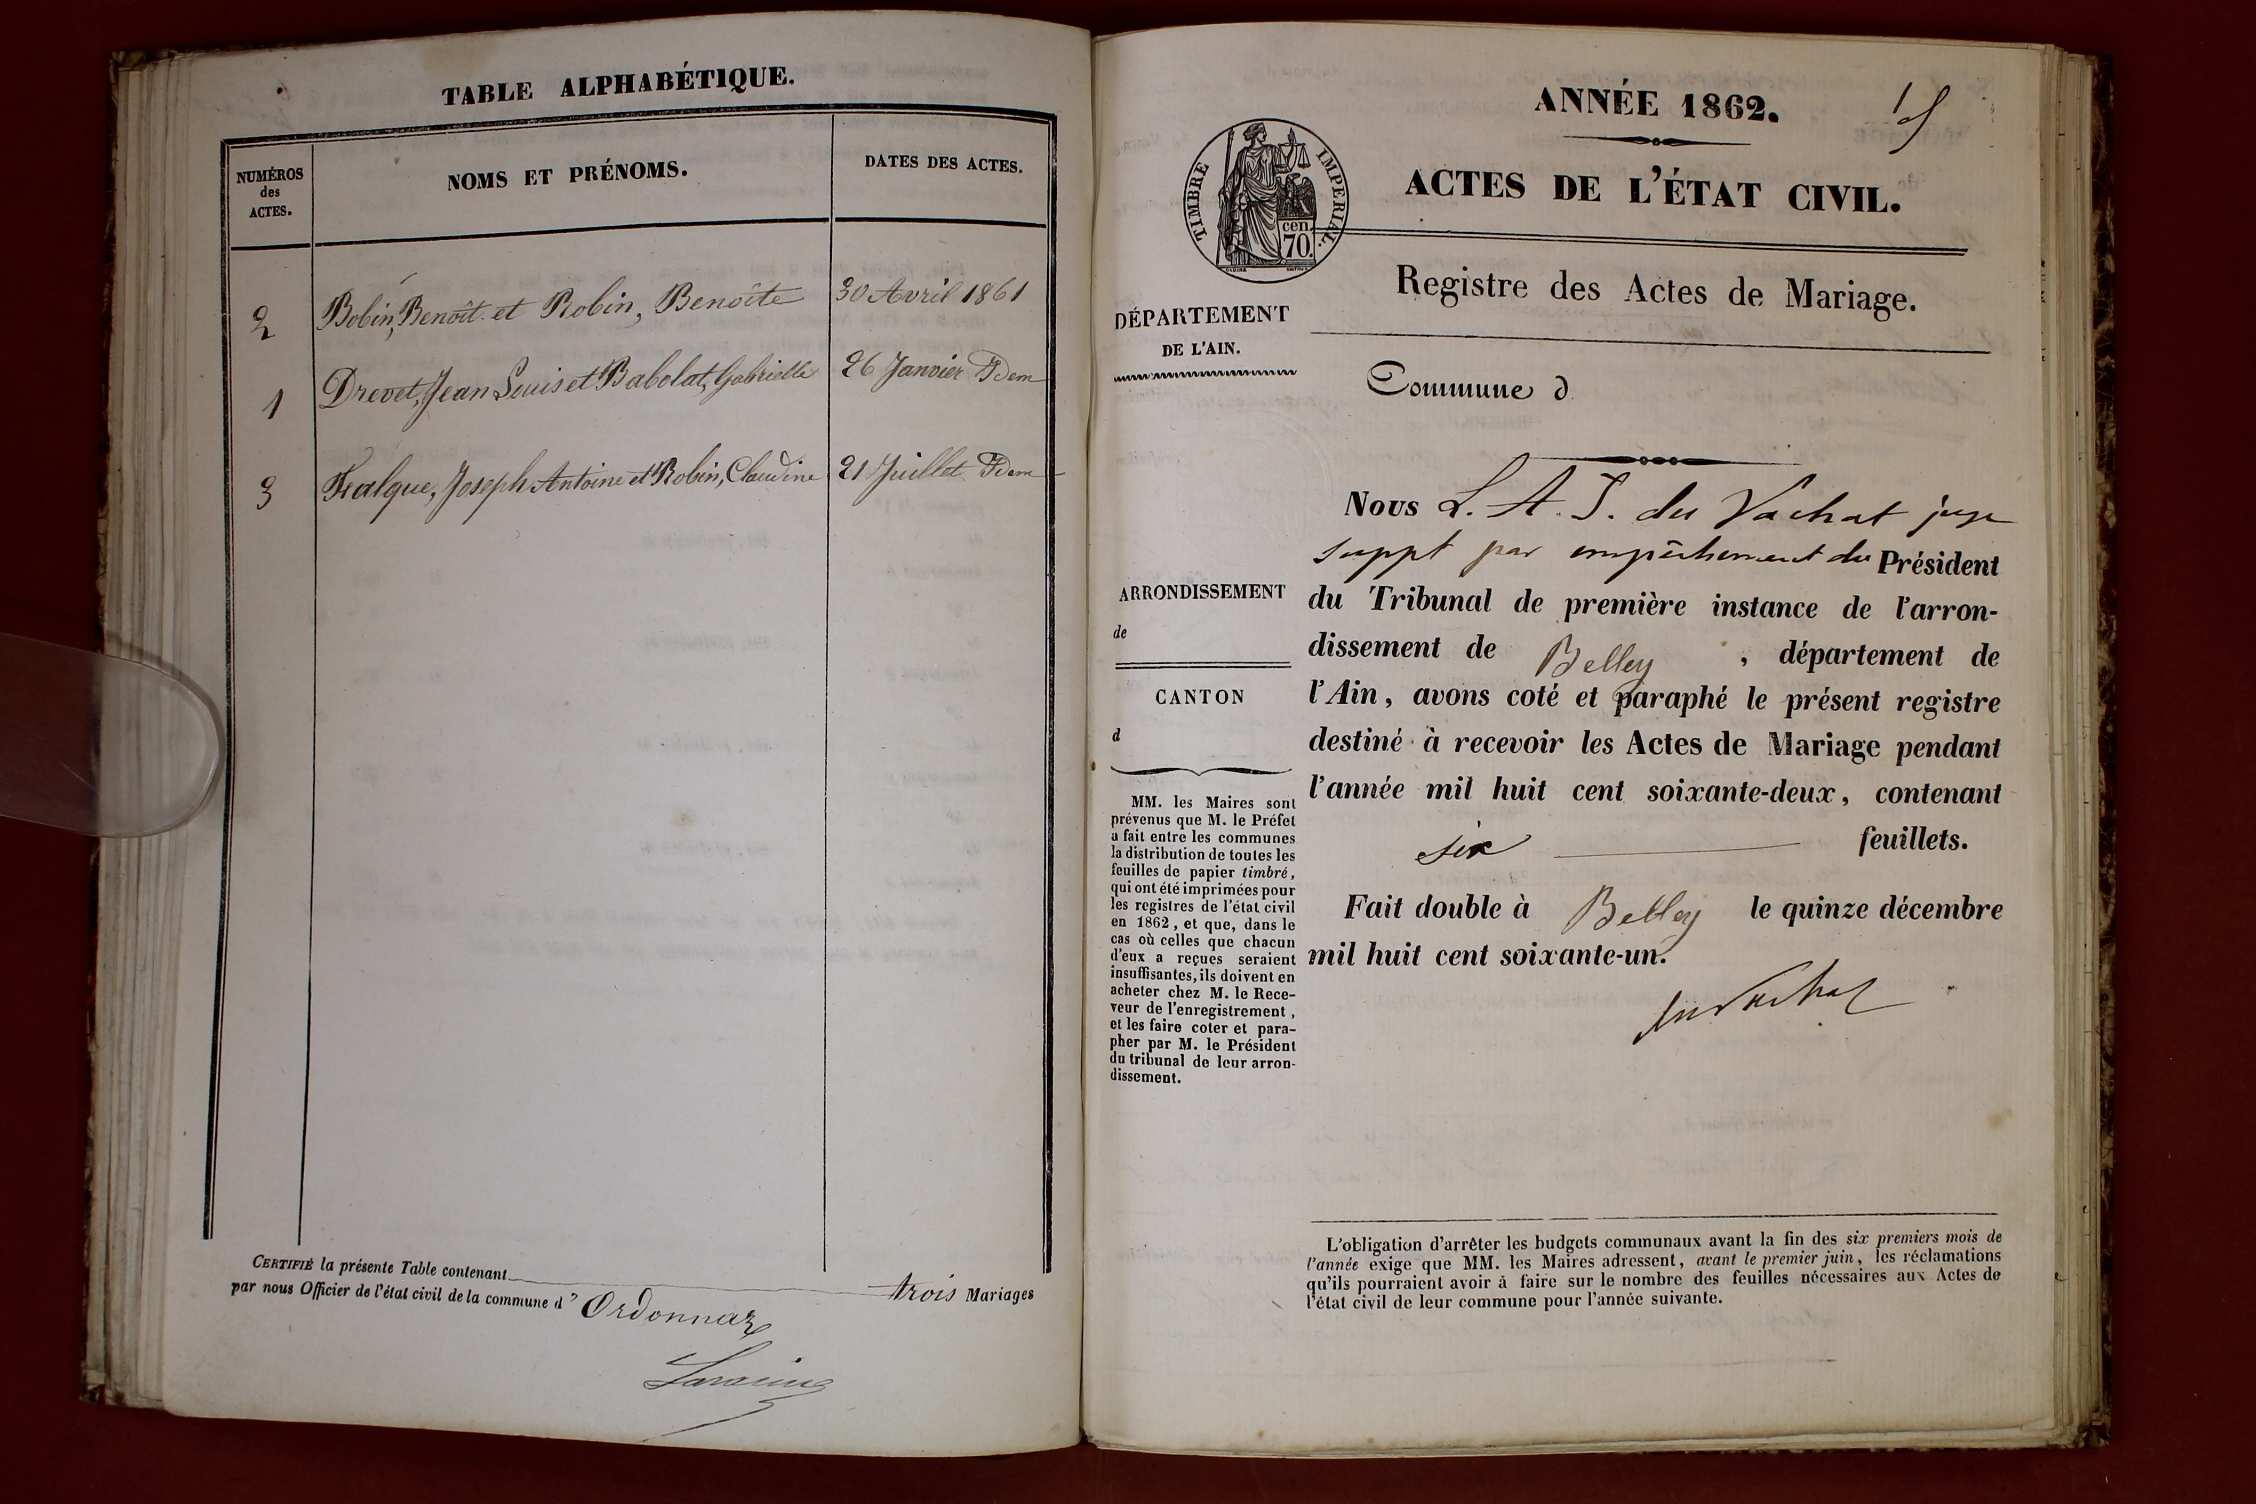 TABLE ALPHABÉTIQUE.
NUMÉROS
des
ACTES.
NOMS ET PRÉNOMS.
DATES DES ACTES.
2 Bobin, Benoît et Robin, Benoîte 30 Avril 1861
1 Drevet, Jean Louis et Babolat, Gabrielle 26 Janvier Idem
3 Falque, Joseph Antoine et Robin, Claudine 21 Juillet Idem
CERTIFIÉ la présente Table contenant trois Mariages
par nous Officier de l'état civil de la commune d' Ordonnaz
ANNÉE 1862.
ACTES DE L'ÉTAT CIVIL.
TIMBRE IMPERIAL.
cen.
70.
Registre des Actes de Mariage.
DÉPARTEMENT
DE L'AIN.
Commune d
ARRONDISSEMENT
de
CANTON
d
MM. les Maires sont
prévenus que M. le Préfet
a fait entre les communes
la distribution de toutes les
feuilles de papier timbré,
qui ont été imprimées pour
les registres de l'état civil
en 1862, et que, dans le
cas où celles que chacun
d'eux a reçues seraient
insuffisantes, ils doivent en
acheter chez M. le Rece-
veur de l'enregistrement,
et les faire coter et para-
pher par M. le Président
du tribunal de leur arron-
dissement.
Nous L. A. J. du Vachat juge
suppt par empêchement du Président
du Tribunal de première instance de l'arron-
dissement de Belley, département de
l'Ain, avons coté et paraphé le présent registre
destiné à recevoir les Actes de Mariage pendant
l'année mil huit cent soixante-deux, contenant
six feuillets.
Fait double à Belley le quinze décembre
mil huit cent soixante-un.
du Vachat
L'obligation d'arrêter les budgets communaux avant la fin des six premiers mois de
l'année exige que MM. les Maires adressent, avant le premier juin, les réclamations
qu'ils pourraient avoir à faire sur le nombre des feuilles nécessaires aux Actes de
l'état civil de leur commune pour l'année suivante.